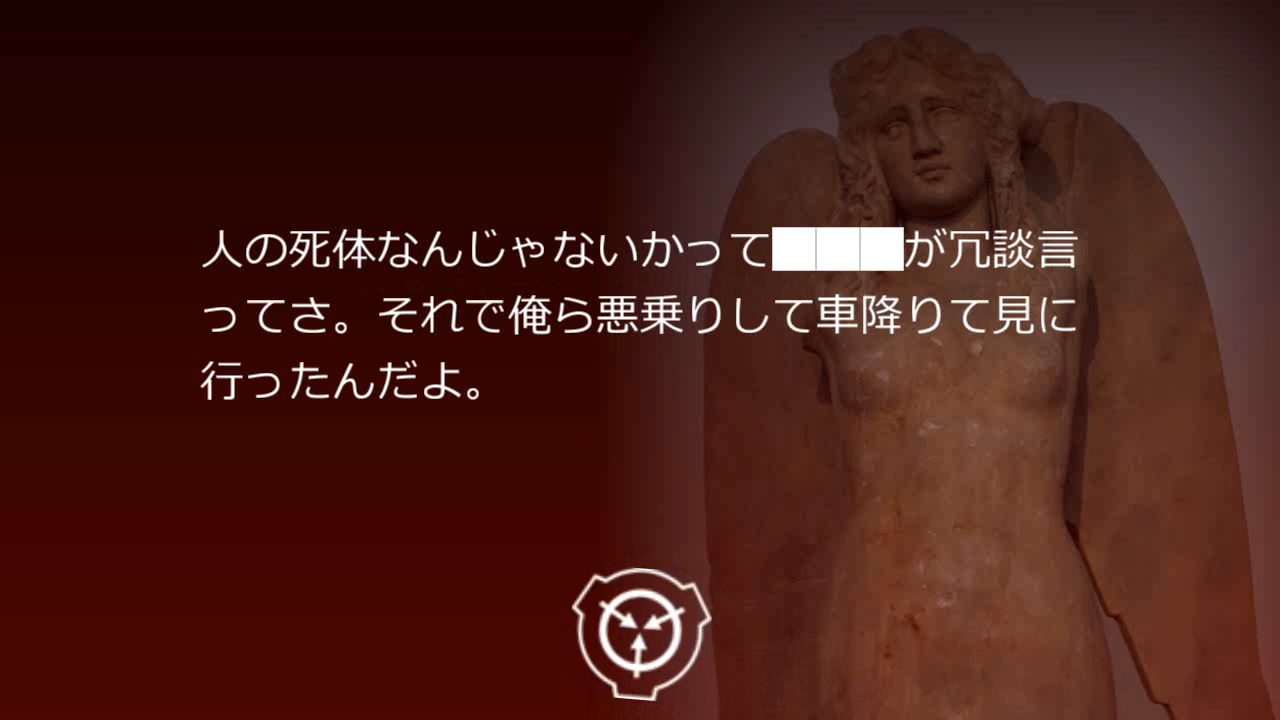 人の死体なんじゃないかって███が冗談言
ってさ。それで俺ら悪乗りして車降りて見に
行ったんだよ。